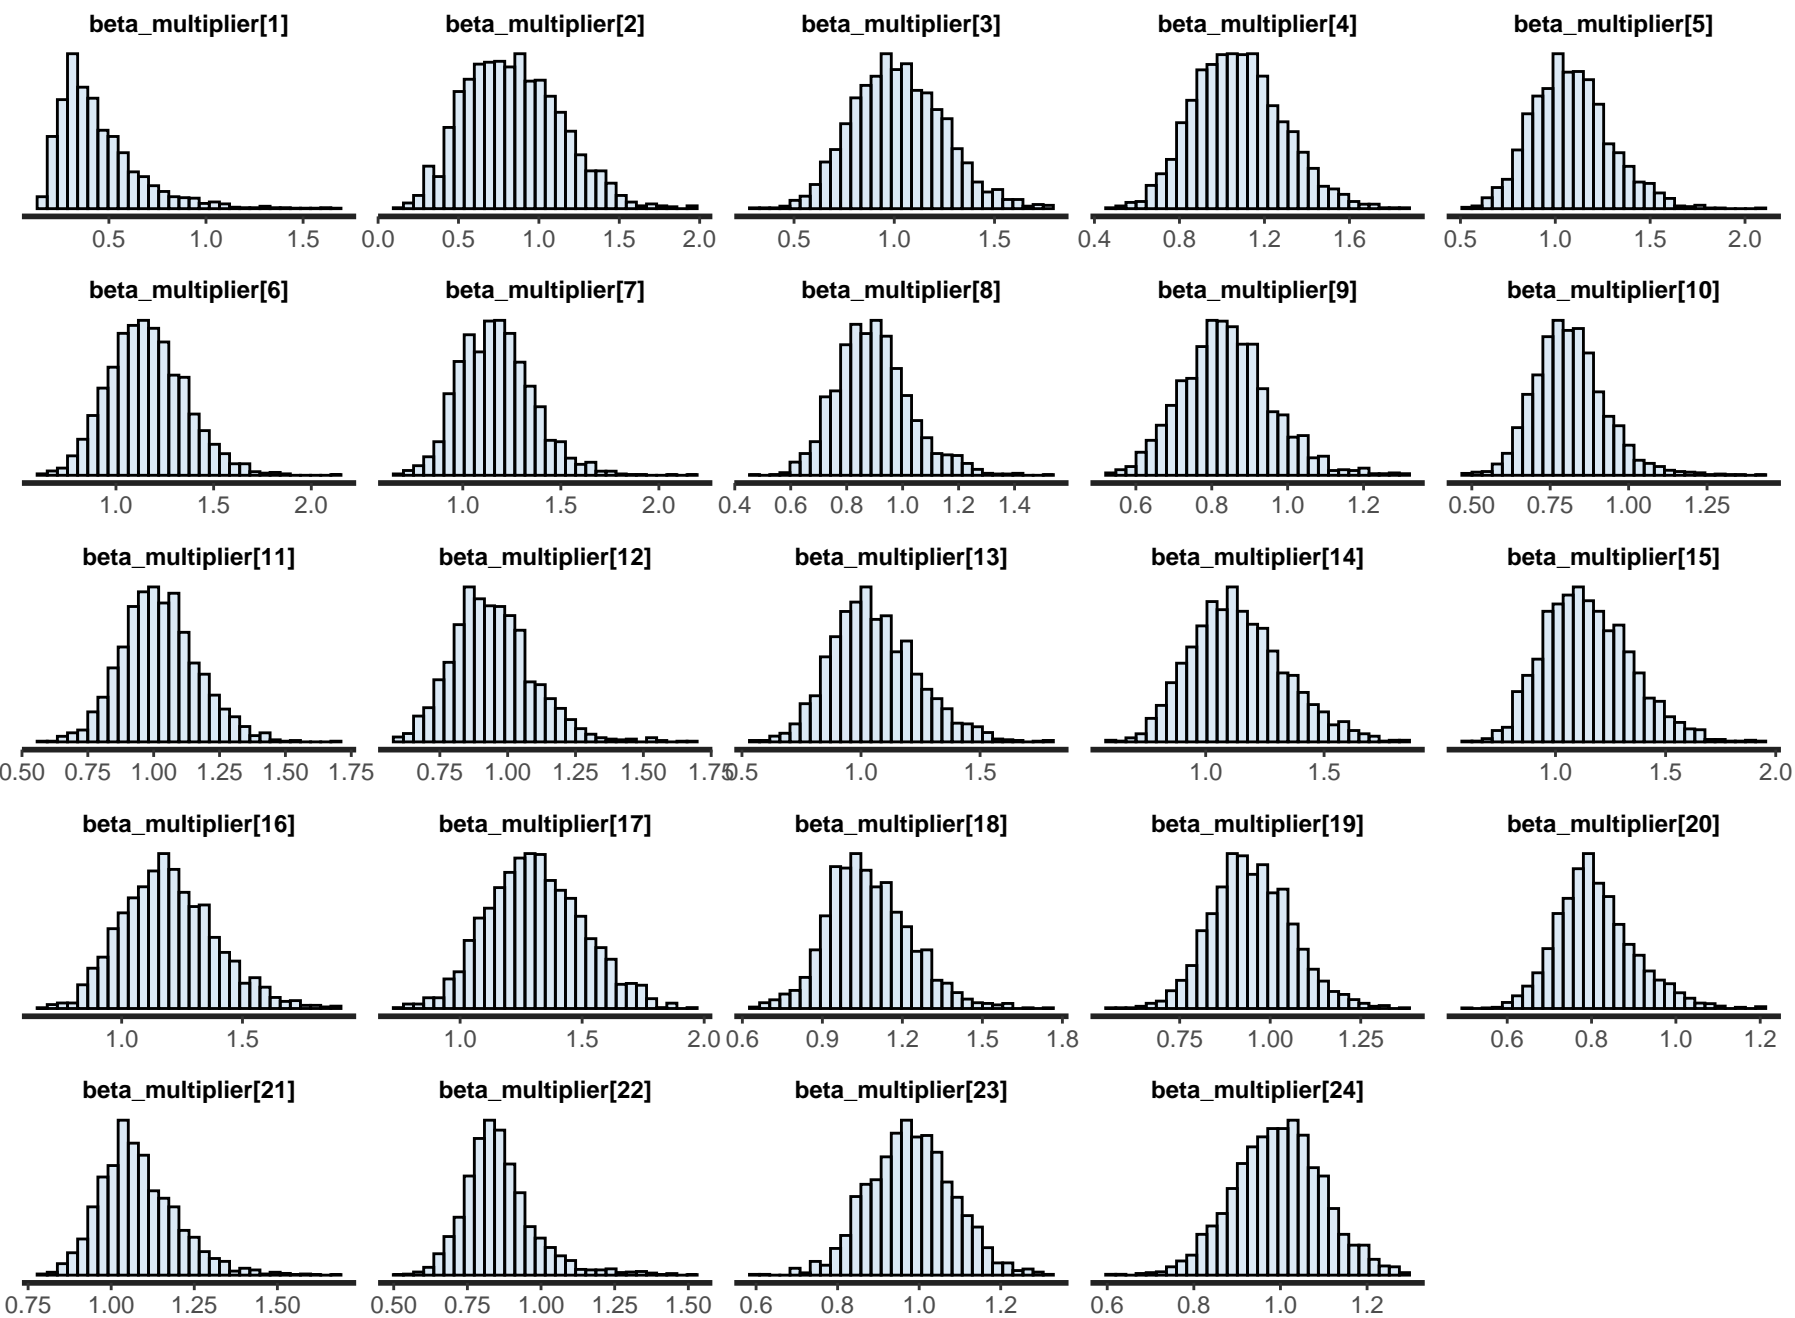 beta_multiplier[1] beta_multiplier[2] beta_multiplier[3] beta_multiplier[4] beta_multiplier[5]
0.5 1.0 1.5 0.0 0.5 1.0 1.5 2.0 0.5 1.0 1.5 0.4 0.8 1.2 1.6 0.5 1.0 1.5 2.0
beta_multiplier[6] beta_multiplier[7] beta_multiplier[8] beta_multiplier[9] beta_multiplier[10]
1.0 1.5 2.0 1.0 1.5 2.0 0.4 0.6 0.8 1.0 1.2 1.4 0.6 0.8 1.0 1.2 0.50 0.75 1.00 1.25
beta_multiplier[11] beta_multiplier[12] beta_multiplier[13] beta_multiplier[14] beta_multiplier[15]
0.50 0.75 1.00 1.25 1.50 1.75 0.75 1.00 1.25 1.50 1.75 0.5 1.0 1.5 1.0 1.5 1.0 1.5 2.0
beta_multiplier[16] beta_multiplier[17] beta_multiplier[18] beta_multiplier[19] beta_multiplier[20]
1.0 1.5 1.0 1.5 2.0 0.6 0.9 1.2 1.5 1.8 0.75 1.00 1.25 0.6 0.8 1.0 1.2
beta_multiplier[21] beta_multiplier[22] beta_multiplier[23] beta_multiplier[24]
0.75 1.00 1.25 1.50 0.50 0.75 1.00 1.25 1.50 0.6 0.8 1.0 1.2 0.6 0.8 1.0 1.2